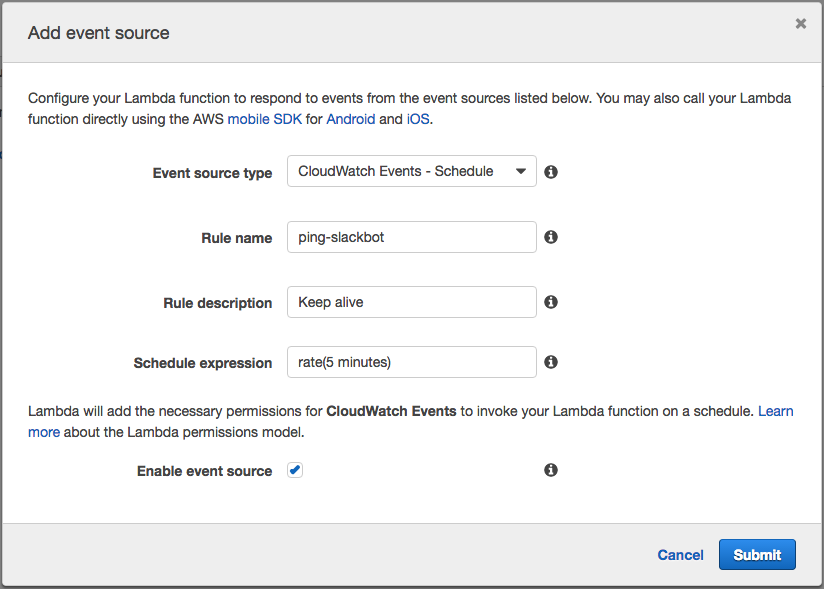 Add event source
Configure your Lambda function to respond to events from the event sources listed below. You may also call your Lambda
function directly using the AWS mobile SDK for Android and iOS.
Event source type CloudWatch Events - Schedule
Rule name ping-slackbot
Rule description Keep alive
Schedule expression rate(5 minutes)
Lambda will add the necessary permissions for CloudWatch Events to invoke your Lambda function on a schedule. Learn
more about the Lambda permissions model.
Enable event source
Cancel Submit